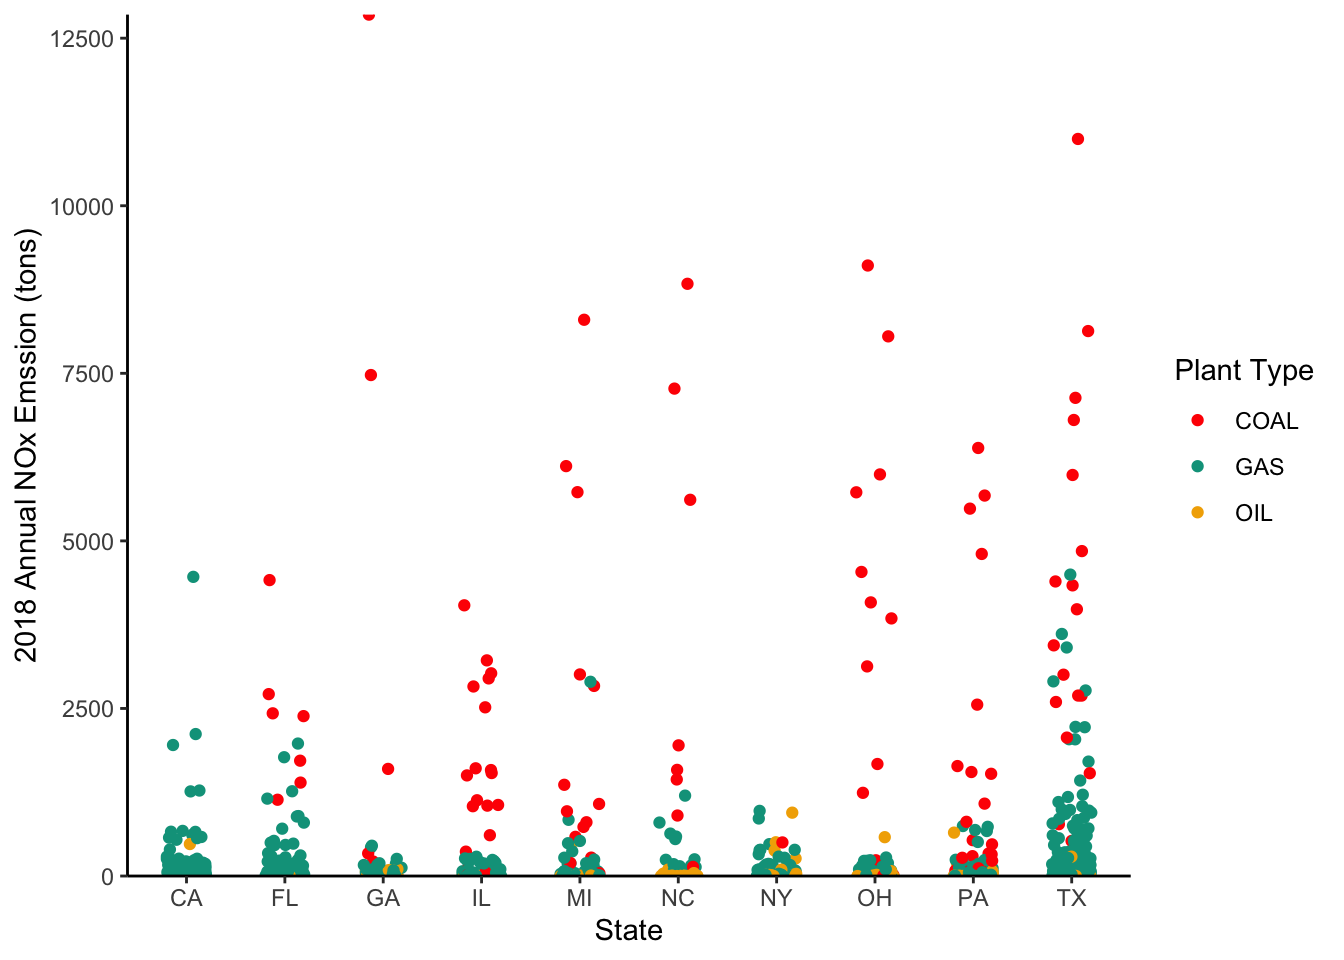 12500
10000
7500
5000
2500
0
2018 Annual NOx Emssion (tons)
CA FL GA IL MI NC NY OH PA TX
State
Plant Type
COAL
GAS
OIL